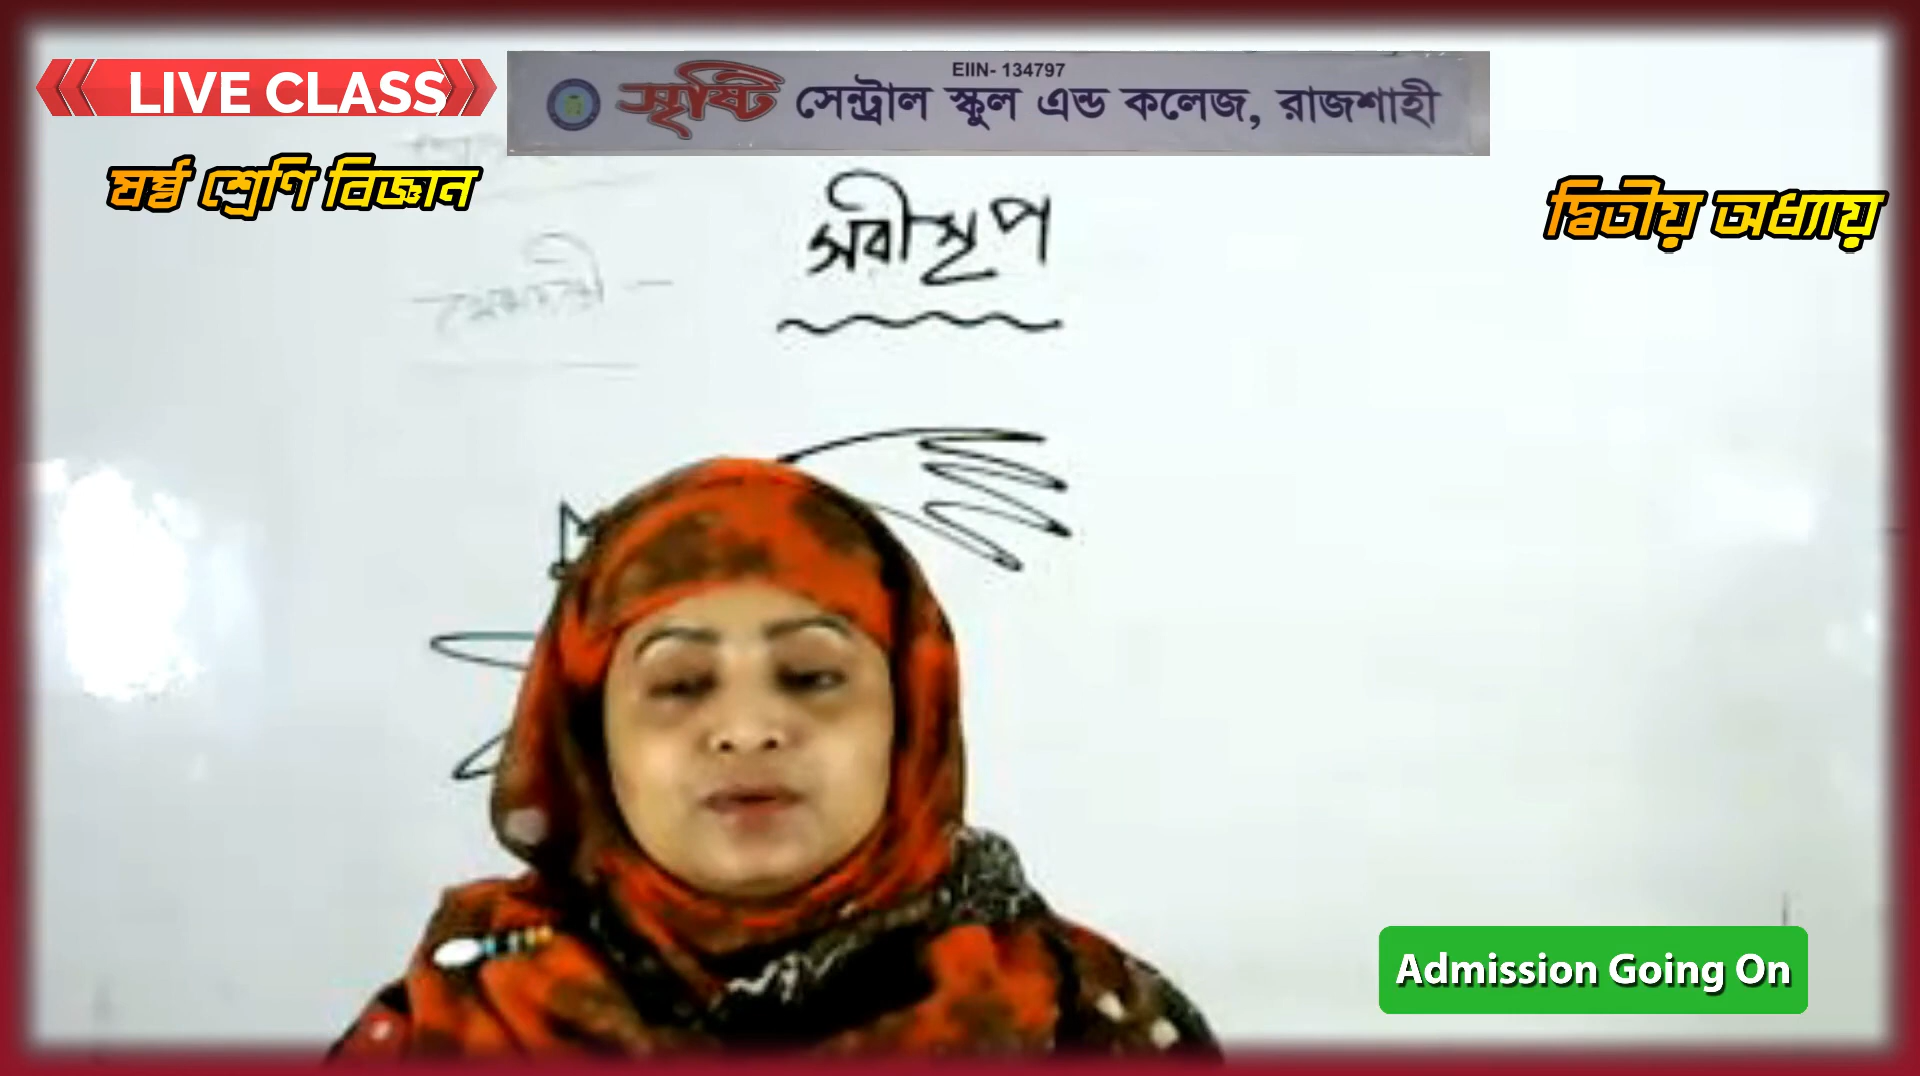 LIVE CLASS
EIIN- 134797
সৃষ্টি সেন্ট্রাল স্কুল এন্ড কলেজ, রাজশাহী
ষষ্ঠ শ্রেণি বিজ্ঞান
দ্বিতীয় অধ্যায়
সরীসৃপ
Admission Going On